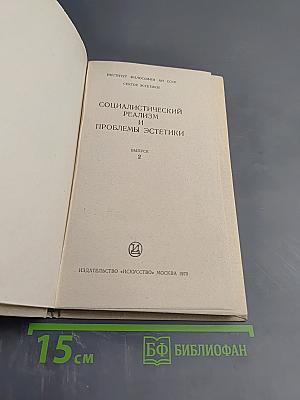 ИНСТИТУТ ФИЛОСОФИИ АН СССР
СЕКТОР ЭСТЕТИКИ
СОЦИАЛИСТИЧЕСКИЙ
РЕАЛИЗМ
И
ПРОБЛЕМЫ ЭСТЕТИКИ
ВЫПУСК
2
ИЗДАТЕЛЬСТВО «ИСКУССТВО» МОСКВА 1970
15 см
БФ БИБЛИОФАН